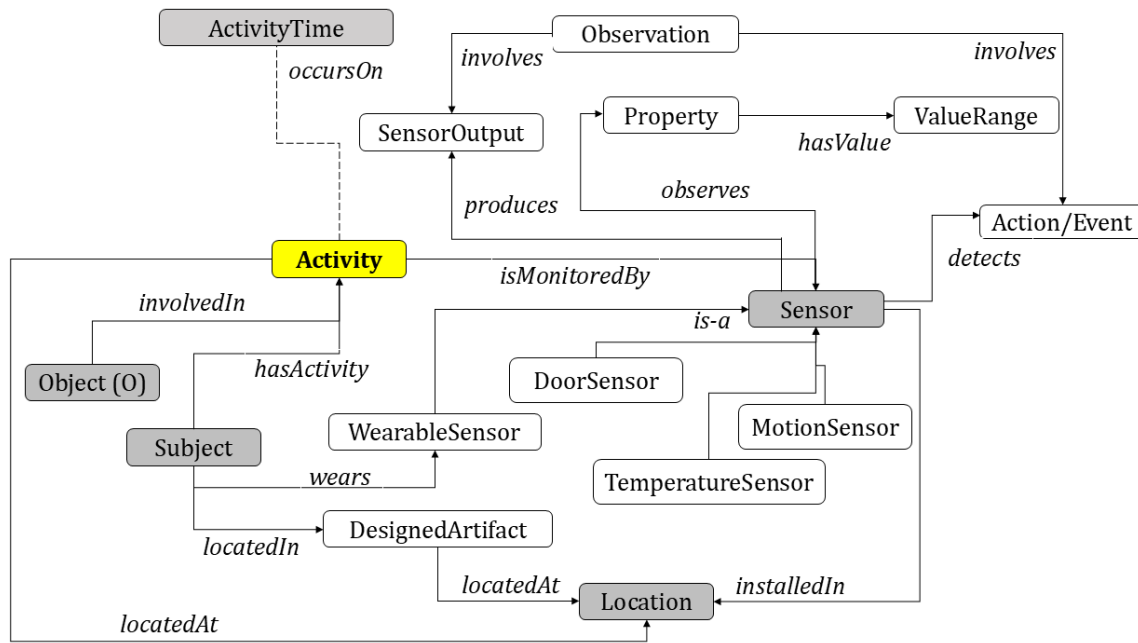 ActivityTime
Observation
occursOn
involves
involves
SensorOutput
Property
ValueRange
hasValue
observes
produces
Action/Event
Activity
isMonitoredBy
detects
involvedIn
Sensor
is-a
hasActivity
Object (O)
DoorSensor
WearableSensor
MotionSensor
Subject
wears
TemperatureSensor
DesignedArtifact
locatedIn
locatedAt
installedIn
Location
locatedAt